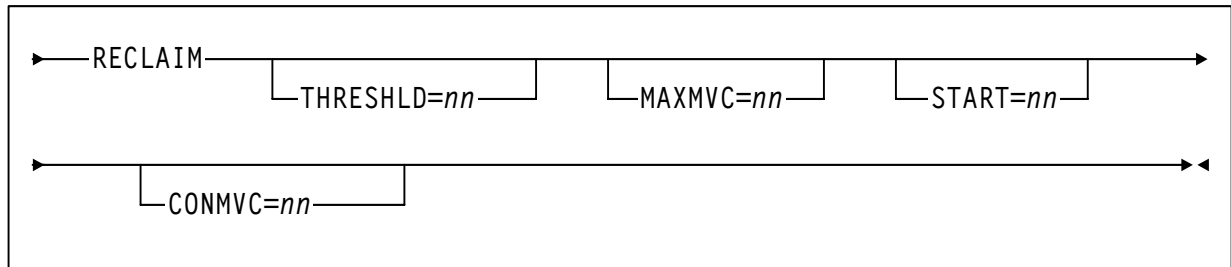 RECLAIM
THRESHLD=nn MAXMVC=nn START=nn
CONMVC=nn